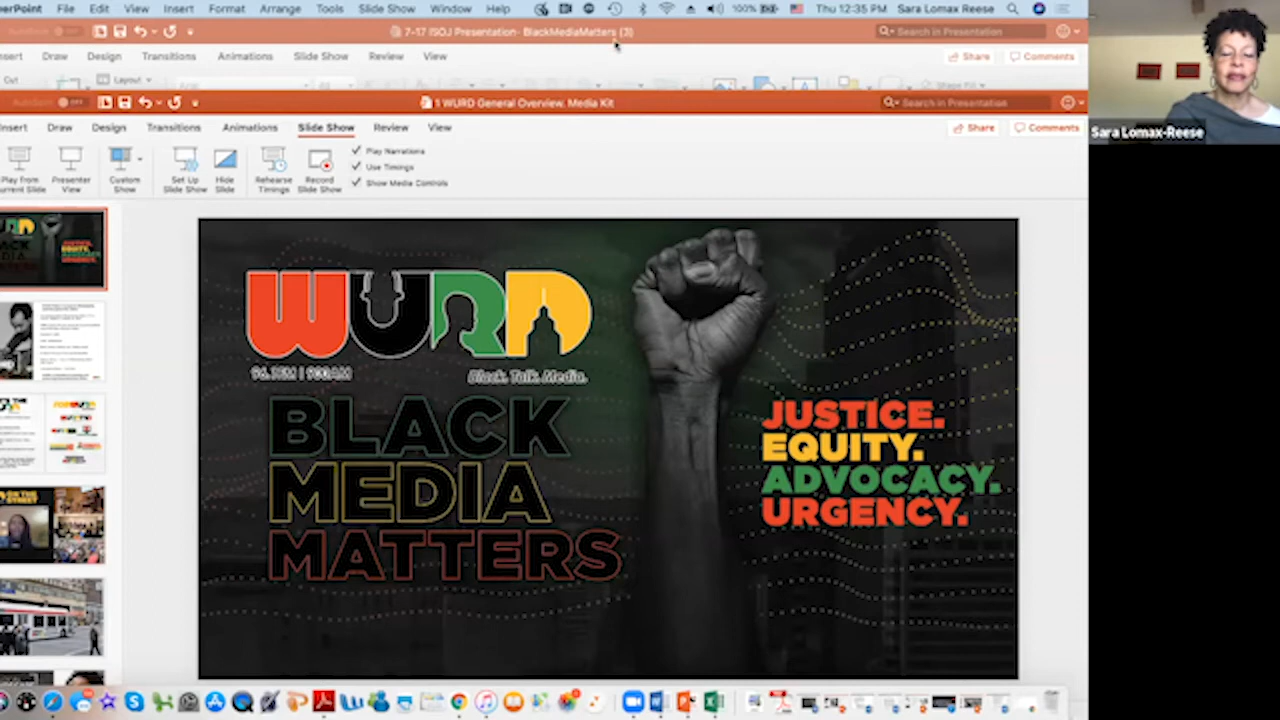 File Edit View Insert Format Arrange Tools Slide Show Window Help 100% Thu 12:35 PM Sara Lomax Reese
7-17 ISOJ Presentation- BlackMediaMatters (3) Search in Presentation
Draw Design Transitions Animations Slide Show Review View Share Comments
Cut Layout
1 WURD General Overview. Media Kit Search in Presentation
Insert Draw Design Transitions Animations Slide Show Review View Share Comments
Sara Lomax-Reese
Play from Current Slide
Presenter View
Custom Show
Set Up Slide Show
Hide Slide
Rehearse Timings
Record Slide Show
Play Narrations
Use Timings
Show Media Controls
WURD
96.1FM | 900AM Black. Talk. Media.
BLACK
MEDIA
MATTERS
JUSTICE.
EQUITY.
ADVOCACY.
URGENCY.